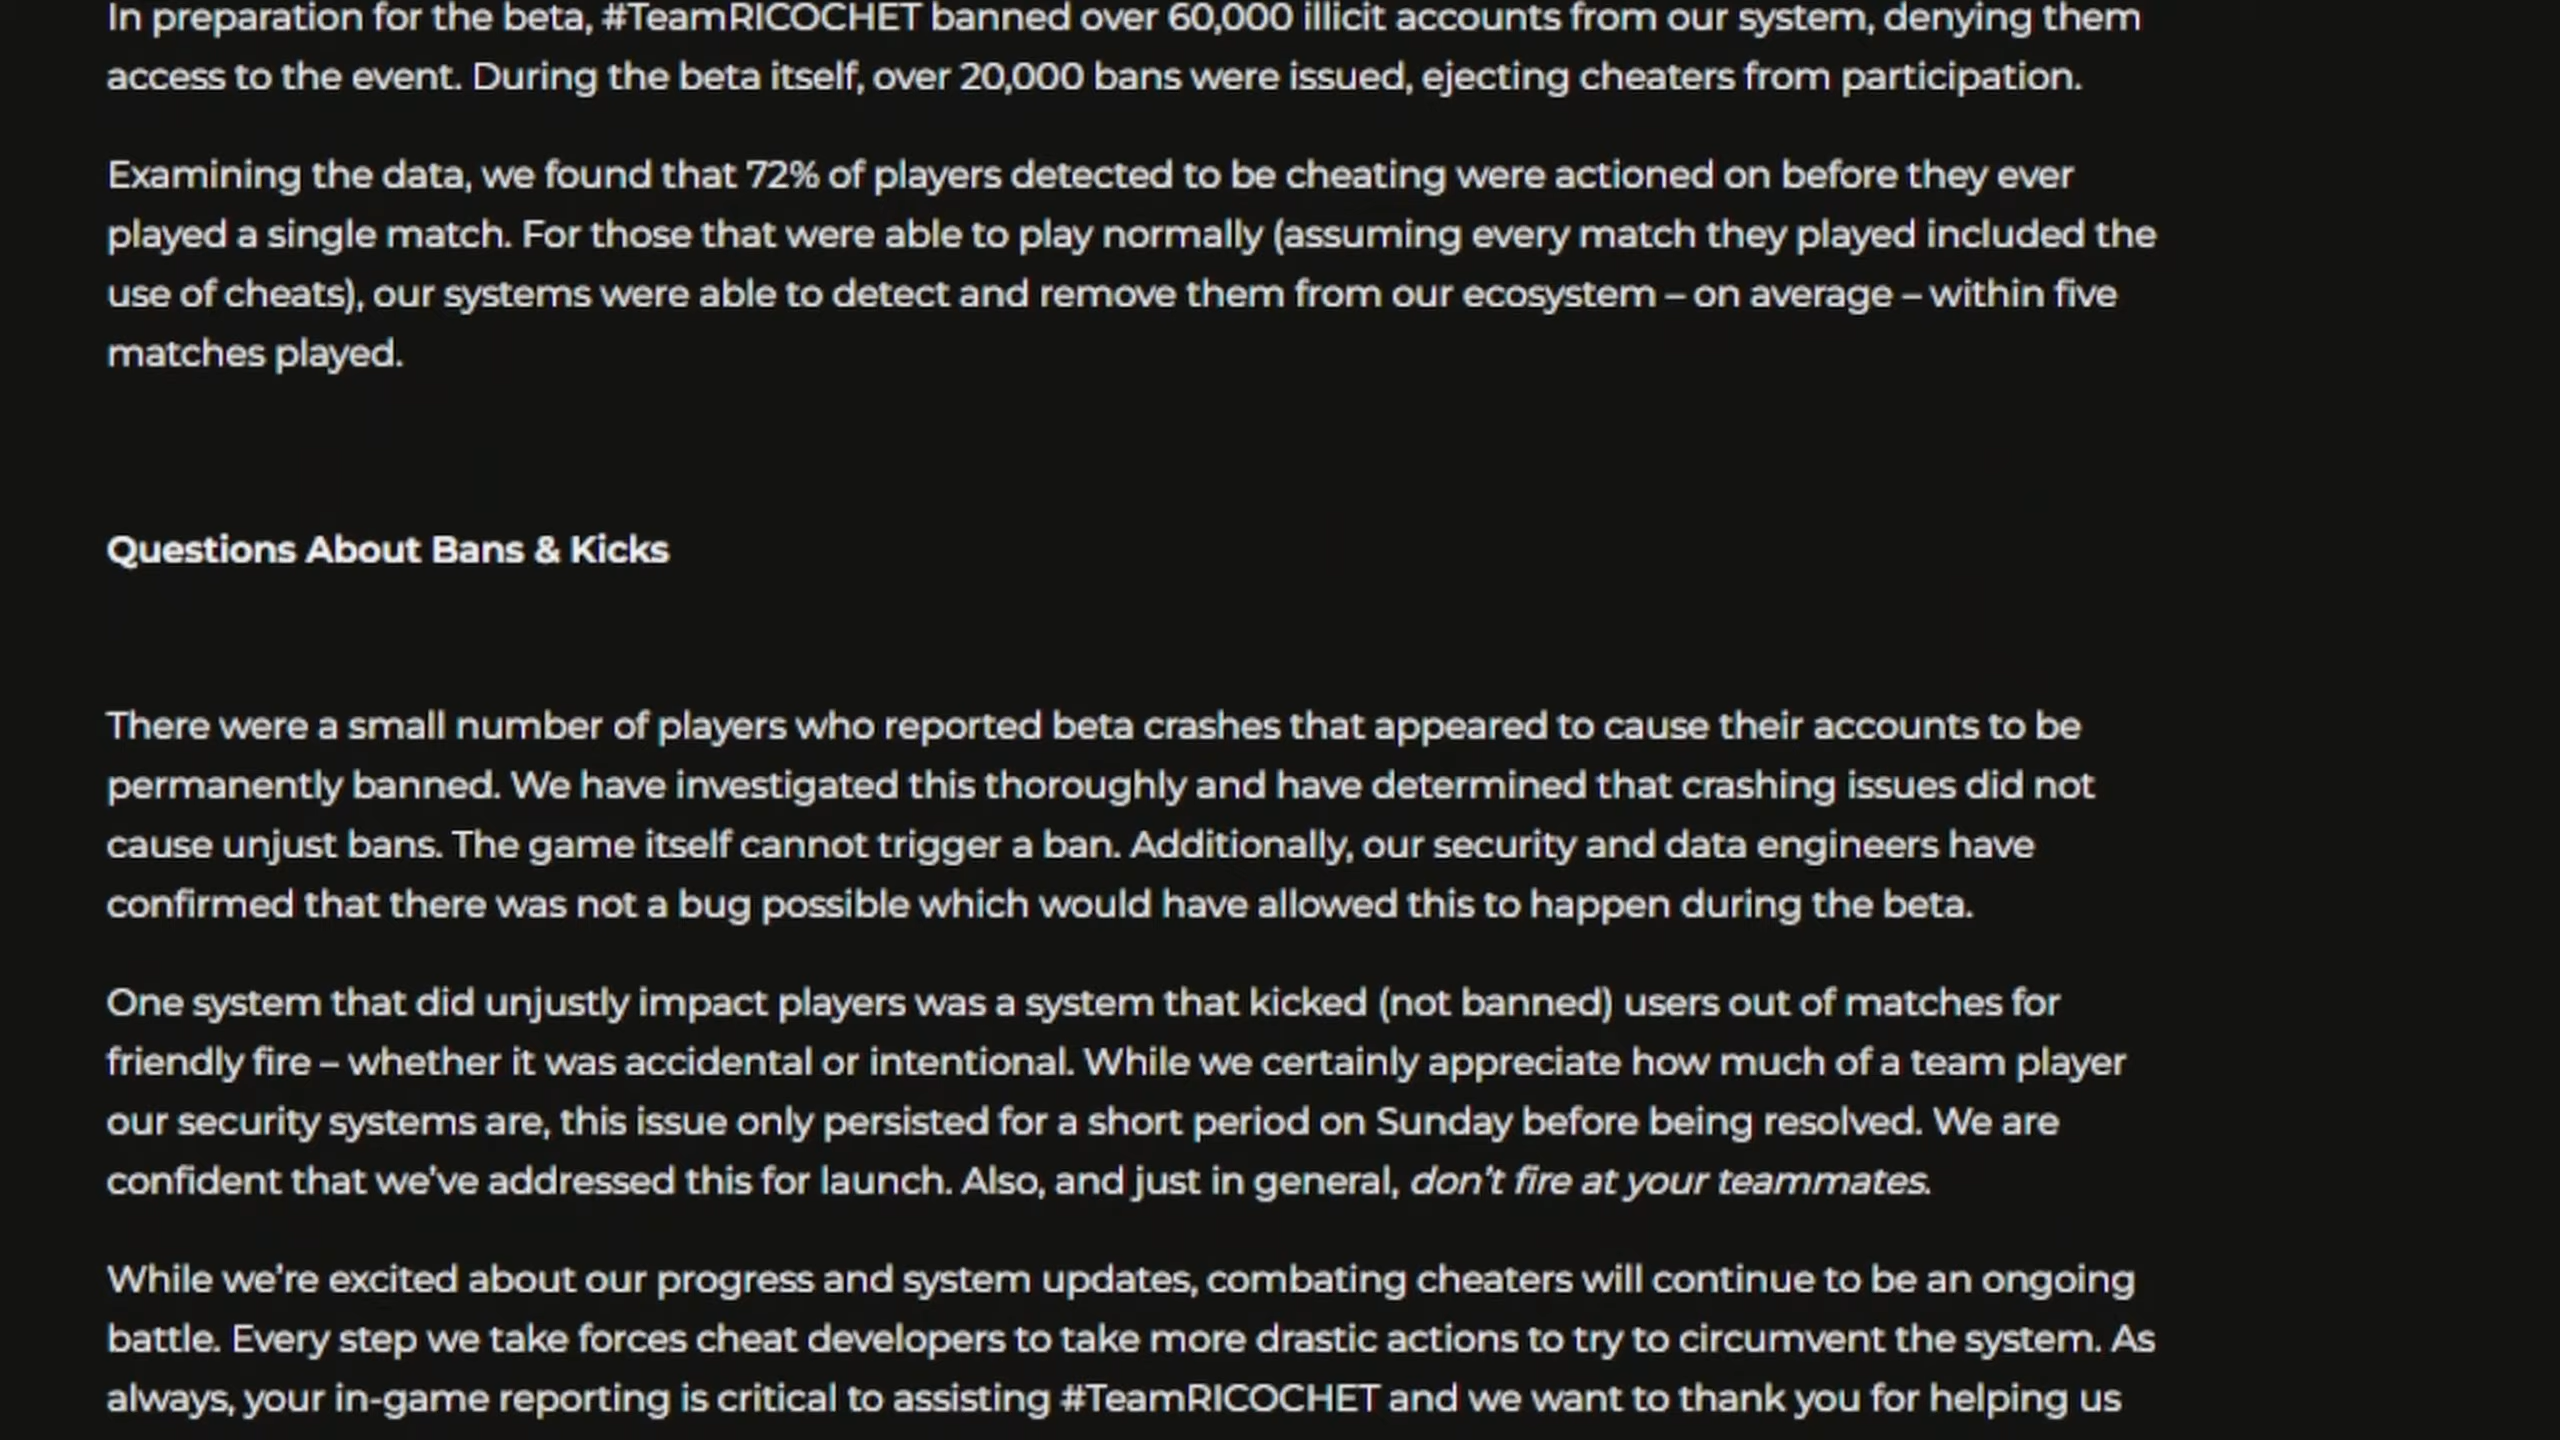 In preparation for the beta, #TeamRICOCHET banned over 60,000 illicit accounts from our system, denying them
access to the event. During the beta itself, over 20,000 bans were issued, ejecting cheaters from participation.
Examining the data, we found that 72% of players detected to be cheating were actioned on before they ever
played a single match. For those that were able to play normally (assuming every match they played included the
use of cheats), our systems were able to detect and remove them from our ecosystem – on average – within five
matches played.
Questions About Bans & Kicks
There were a small number of players who reported beta crashes that appeared to cause their accounts to be
permanently banned. We have investigated this thoroughly and have determined that crashing issues did not
cause unjust bans. The game itself cannot trigger a ban. Additionally, our security and data engineers have
confirmed that there was not a bug possible which would have allowed this to happen during the beta.
One system that did unjustly impact players was a system that kicked (not banned) users out of matches for
friendly fire – whether it was accidental or intentional. While we certainly appreciate how much of a team player
our security systems are, this issue only persisted for a short period on Sunday before being resolved. We are
confident that we've addressed this for launch. Also, and just in general, don't fire at your teammates.
While we're excited about our progress and system updates, combating cheaters will continue to be an ongoing
battle. Every step we take forces cheat developers to take more drastic actions to try to circumvent the system. As
always, your in-game reporting is critical to assisting #TeamRICOCHET and we want to thank you for helping us